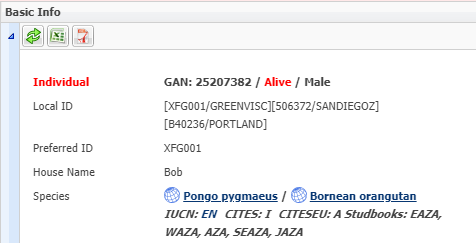 Basic Info
Individual GAN: 25207382 / Alive / Male
Local ID [XFG001/GREENVISC][506372/SANDIEGOZ]
[B40236/PORTLAND]
Preferred ID XFG001
House Name Bob
Species Pongo pygmaeus / Bornean orangutan
IUCN: EN CITES: I CITESEU: A Studbooks: EAZA,
WAZA, AZA, SEAZA, JAZA